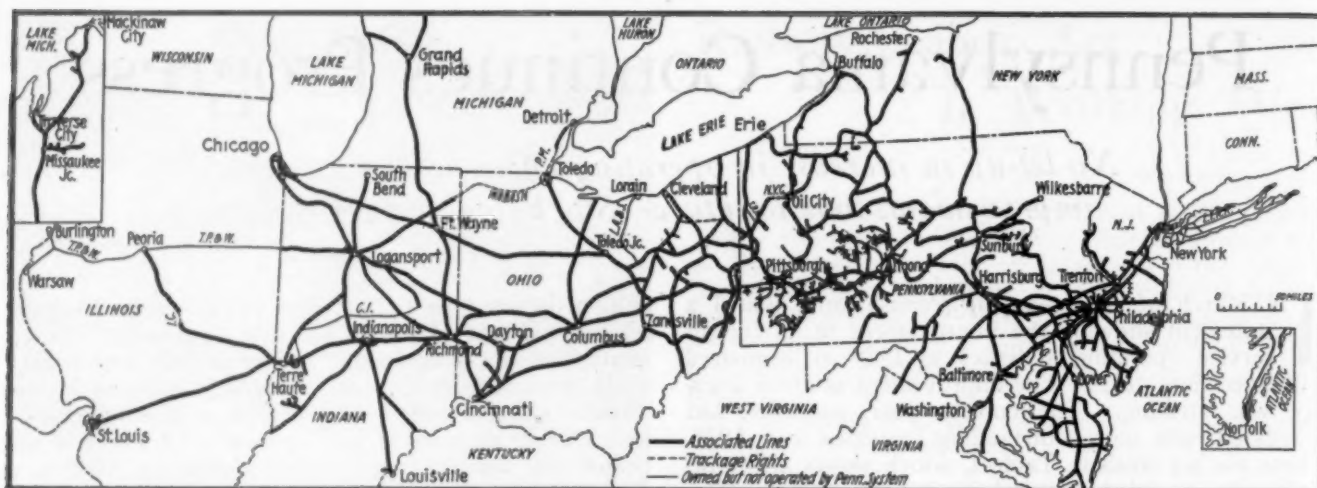 Mackinaw City
LAKE MICH.
Traverse City
Missaukee Jc.
WISCONSIN
LAKE MICHIGAN
Grand Rapids
MICHIGAN
LAKE HURON
ONTARIO
LAKE ONTARIO
Rochester
Buffalo
NEW YORK
MASS.
CONN.
Detroit
P.M.
LAKE ERIE
Erie
Chicago
South Bend
Toledo
WABASH
Lorain
Cleveland
N.Y.C.
Oil City
Wilkesbarre
N.J.
New York
Burlington
T.P.&W.
Peoria
T.P.&W.
Logansport
Ft. Wayne
Toledo Jc.
Sunbury
Warsaw
OHIO
Pittsburgh
Altoona
PENNSYLVANIA
Harrisburg
Trenton
Philadelphia
0 50 MILES
ILLINOIS
I.C.
C.I.
Indianapolis
Richmond
Dayton
Columbus
Zanesville
Terre Haute
Baltimore
Dover
ATLANTIC OCEAN
Cincinnati
WEST VIRGINIA
Washington
VIRGINIA
St. Louis
INDIANA
KENTUCKY
Louisville
Associated Lines
Trackage Rights
Owned but not operated by Penn. System
Norfolk
ATLANTIC OCEAN